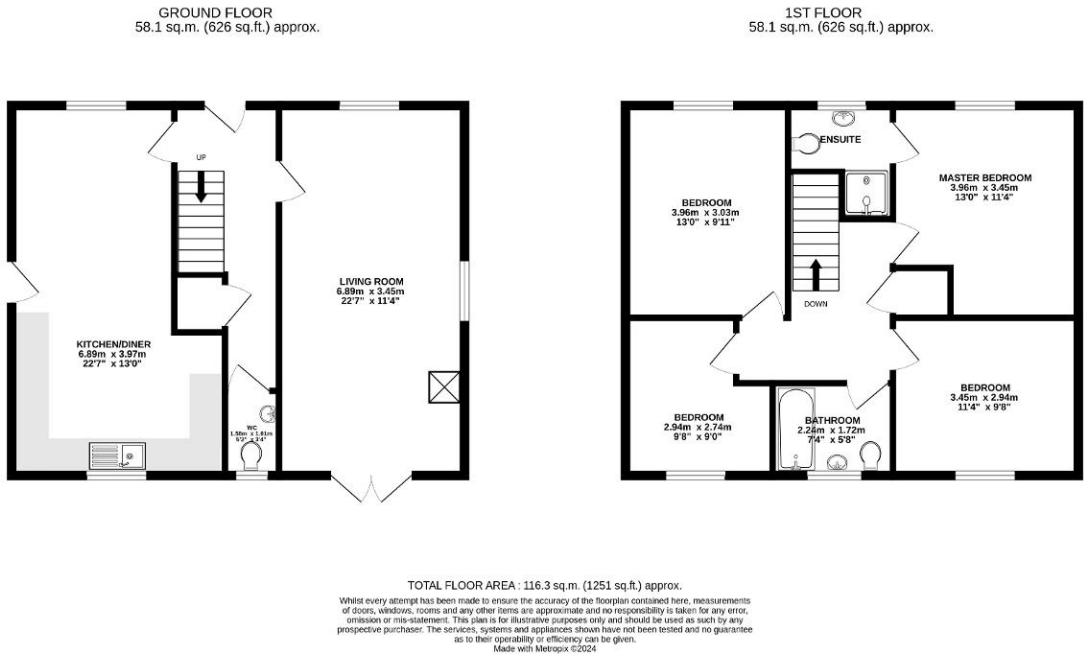 GROUND FLOOR
58.1 sq.m. (626 sq.ft.) approx.
1ST FLOOR
58.1 sq.m. (626 sq.ft.) approx.
UP
LIVING ROOM
6.89m x 3.45m
22'7" x 11'4"
KITCHEN/DINER
6.89m x 3.97m
22'7" x 13'0"
WC
1.58m x 1.01m
5'2" x 3'4"
ENSUITE
MASTER BEDROOM
3.96m x 3.45m
13'0" x 11'4"
BEDROOM
3.96m x 3.03m
13'0" x 9'11"
DOWN
BEDROOM
3.45m x 2.94m
11'4" x 9'8"
BEDROOM
2.94m x 2.74m
9'8" x 9'0"
BATHROOM
2.24m x 1.72m
7'4" x 5'8"
TOTAL FLOOR AREA : 116.3 sq.m. (1251 sq.ft.) approx.
Whilst every attempt has been made to ensure the accuracy of the floorplan contained here, measurements
of doors, windows, rooms and any other items are approximate and no responsibility is taken for any error,
omission or mis-statement. This plan is for illustrative purposes only and should be used as such by any
prospective purchaser. The services, systems and appliances shown have not been tested and no guarantee
as to their operability or efficiency can be given.
Made with Metropix ©2024